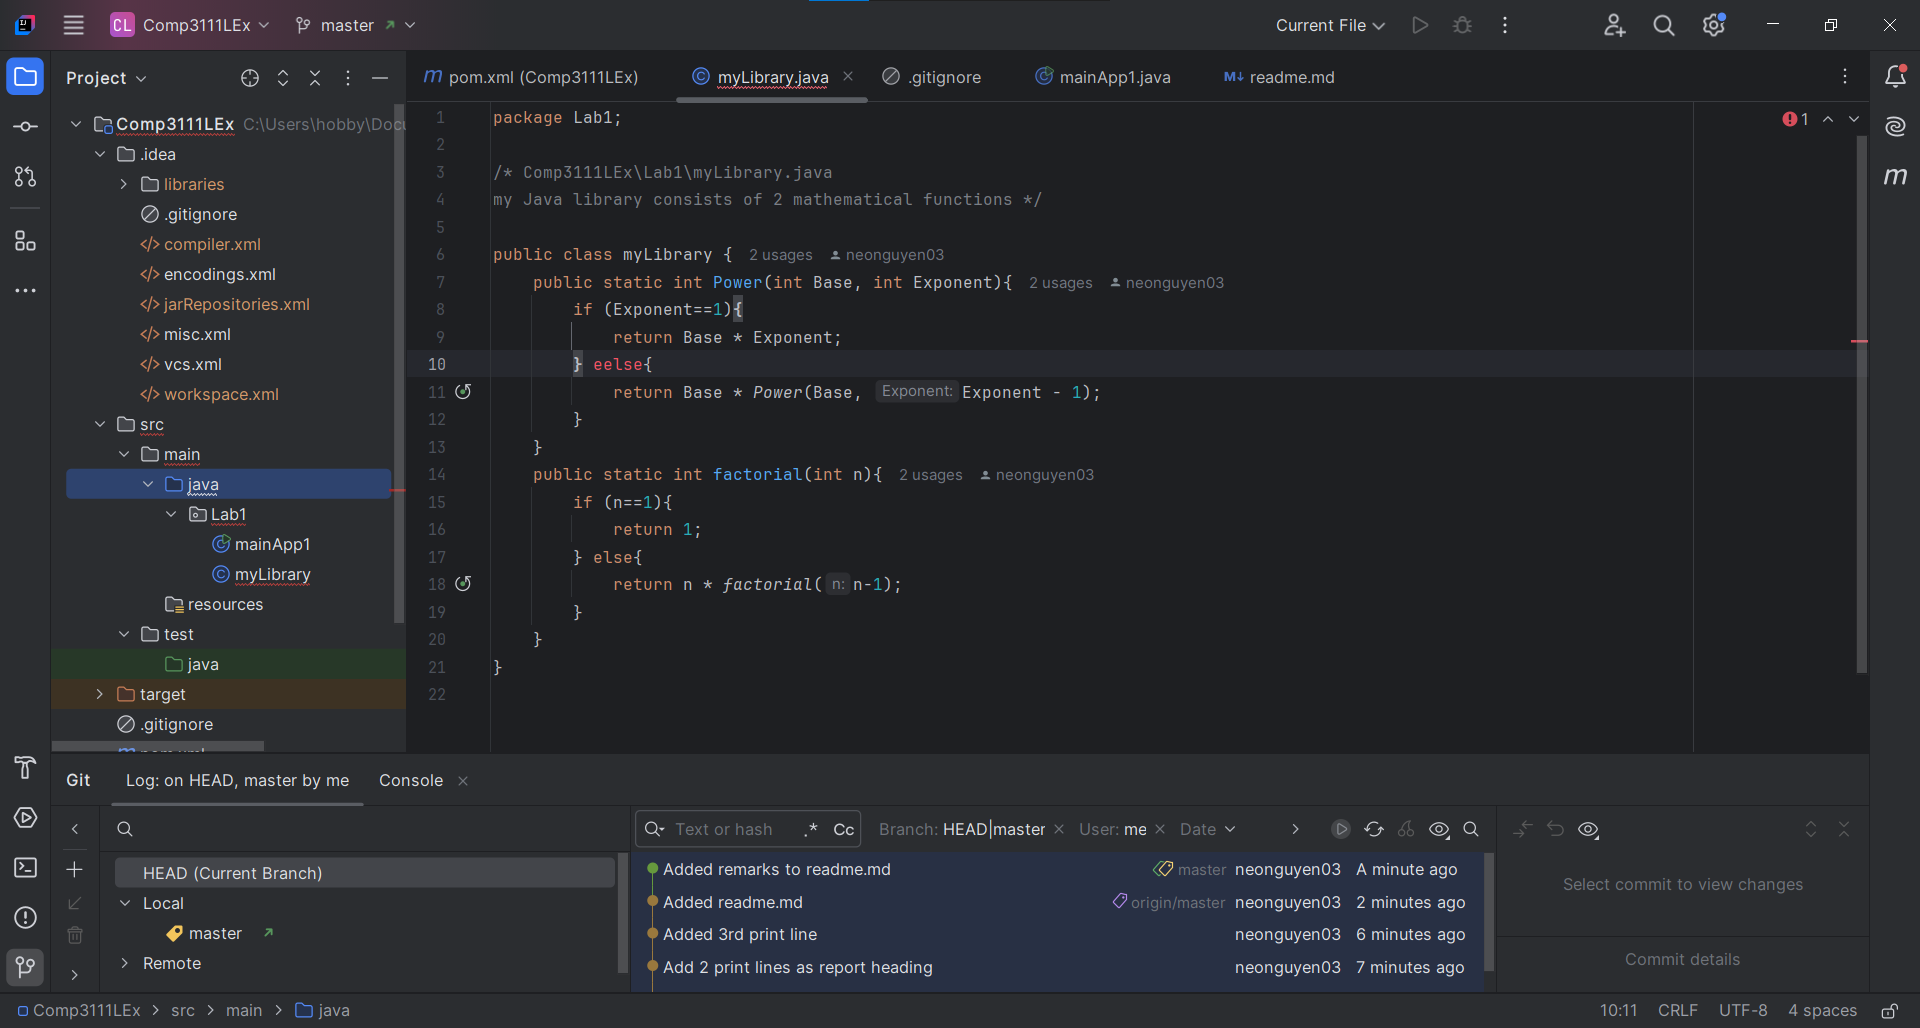 CL Comp3111LEx master Current File
Project
Comp3111LEx C:\Users\hobby\Docu
.idea
libraries
.gitignore
compiler.xml
encodings.xml
jarRepositories.xml
misc.xml
vcs.xml
workspace.xml
src
main
java
Lab1
mainApp1
myLibrary
resources
test
java
target
.gitignore
pom.xml
m pom.xml (Comp3111LEx) myLibrary.java .gitignore mainApp1.java M↓ readme.md
1
m
1 package Lab1;
2
3 /* Comp3111LEx\Lab1\myLibrary.java
4 my Java library consists of 2 mathematical functions */
5
6 public class myLibrary { 2 usages neonguyen03
7 public static int Power(int Base, int Exponent){ 2 usages neonguyen03
8 if (Exponent==1){
9 return Base * Exponent;
10 } eelse{
11 return Base * Power(Base, Exponent: Exponent - 1);
12 }
13 }
14 public static int factorial(int n){ 2 usages neonguyen03
15 if (n==1){
16 return 1;
17 } else{
18 return n * factorial( n: n-1);
19 }
20 }
21 }
22
Git Log: on HEAD, master by me Console
Text or hash .* Cc Branch: HEAD|master User: me Date
HEAD (Current Branch)
Local
master
Remote
Added remarks to readme.md master neonguyen03 A minute ago
Added readme.md origin/master neonguyen03 2 minutes ago
Added 3rd print line neonguyen03 6 minutes ago
Add 2 print lines as report heading neonguyen03 7 minutes ago
Select commit to view changes
Commit details
Comp3111LEx > src > main > java 10:11 CRLF UTF-8 4 spaces